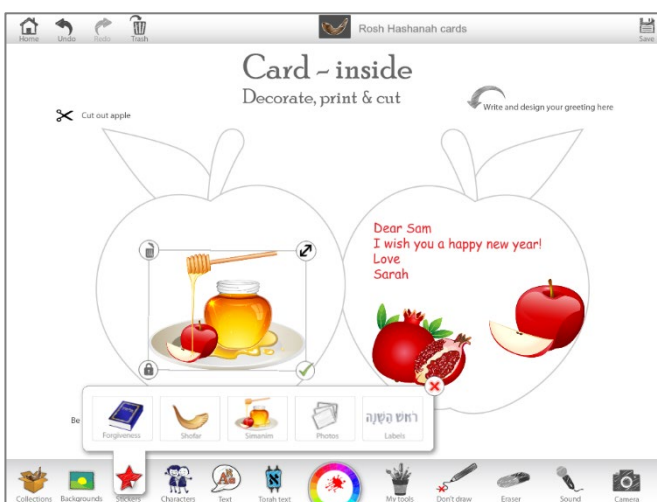 Home
Undo
Redo
Trash
Rosh Hashanah cards
Save
Card - inside
Decorate, print & cut
Cut out apple
Write and design your greeting here
Dear Sam
I wish you a happy new year!
Love
Sarah
Be
Forgiveness
Shofar
Simanim
Photos
רֹאשׁ הַשָּׁנָה
Labels
Collections
Backgrounds
Stickers
Characters
Text
Torah text
My tools
Don't draw
Eraser
Sound
Camera